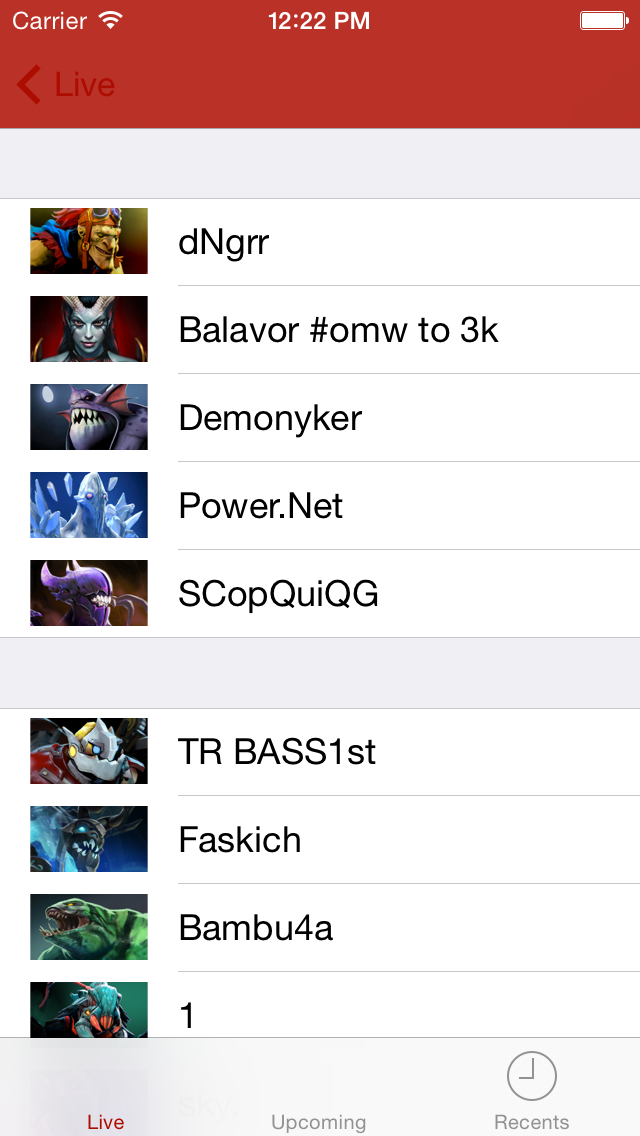 Carrier 12:22 PM
Live
dNgrr
Balavor #omw to 3k
Demonyker
Power.Net
SCopQuiQG
TR BASS1st
Faskich
Bambu4a
1
sky.
Live Upcoming Recents